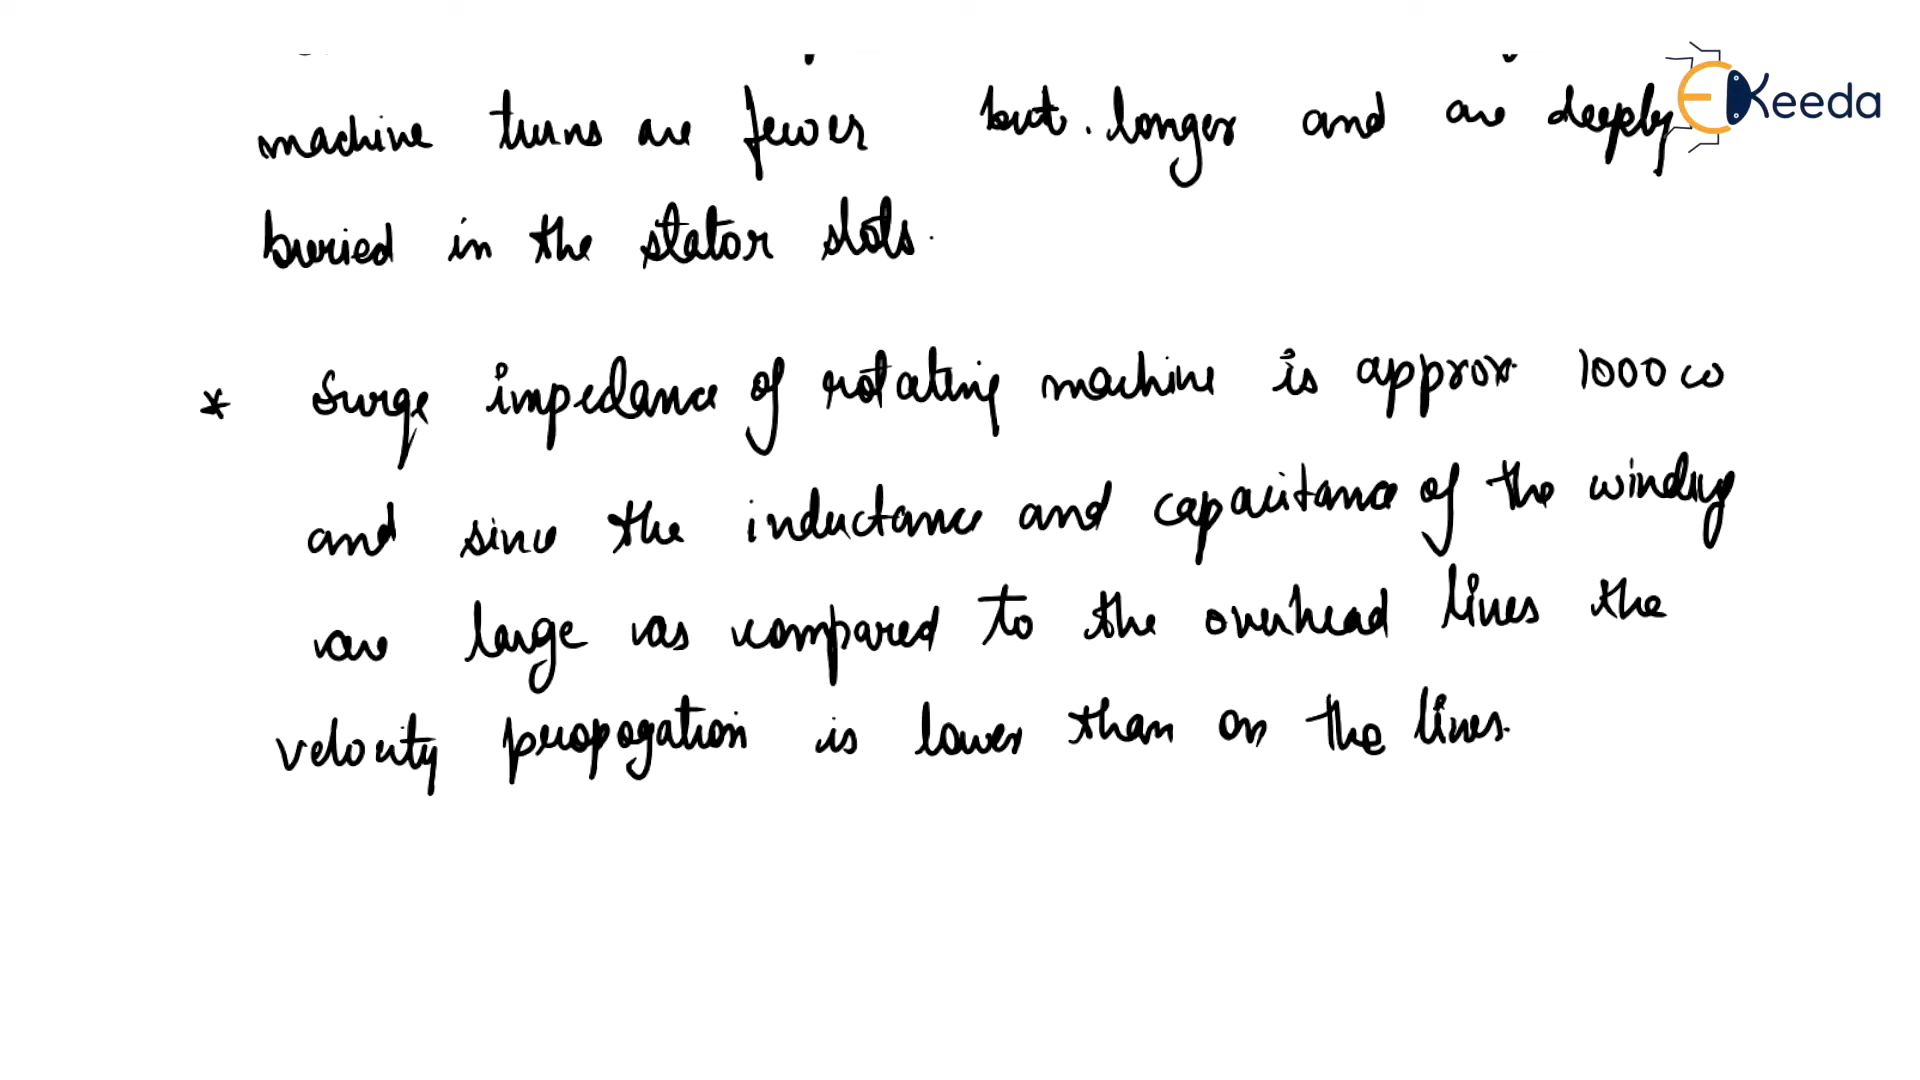 machine turns are fewer but. longer and are deeply
EKeeda
buried in the stator slots.
* Surge impedance of rotating machine is approx. 1000 ω
and since the inductance and capacitance of the winding
are large as compared to the overhead lines the
velocity propogation is lower than on the lines.